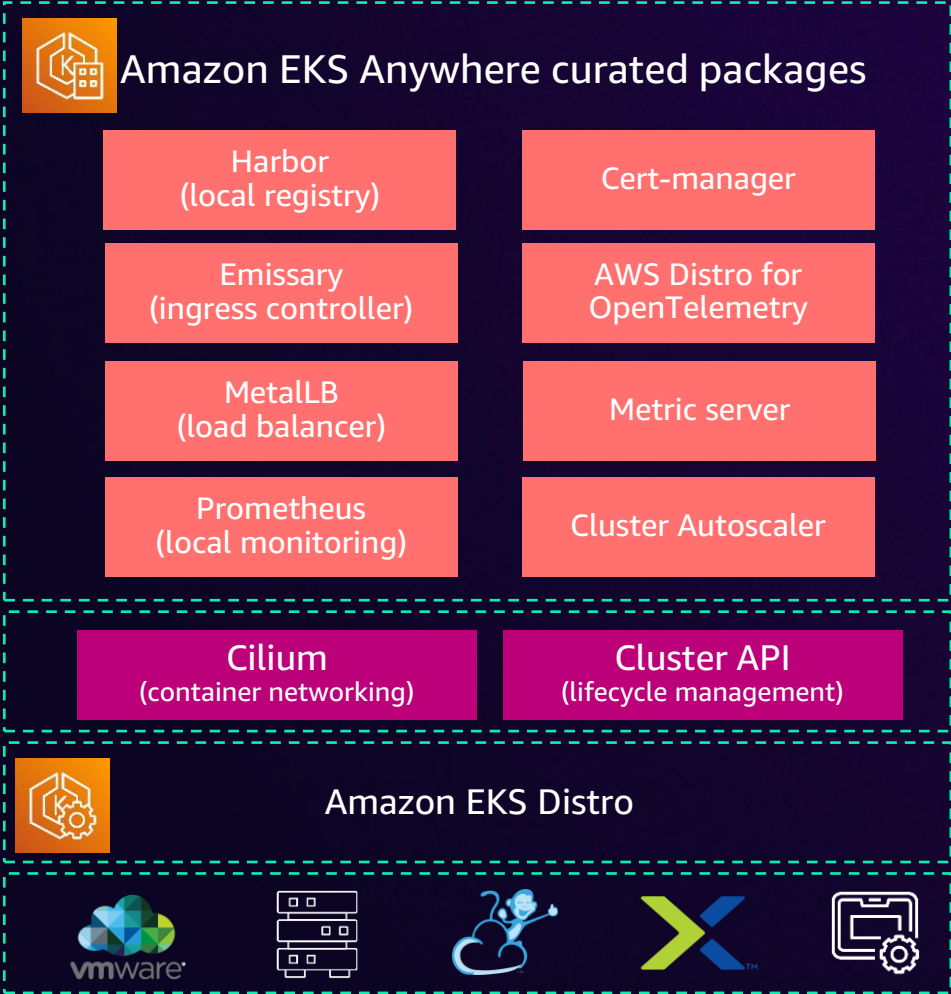 Amazon EKS Anywhere curated packages
Harbor
(local registry)
Cert-manager
Emissary
(ingress controller)
AWS Distro for
OpenTelemetry
MetalLB
(load balancer)
Metric server
Prometheus
(local monitoring)
Cluster Autoscaler
Cilium
(container networking)
Cluster API
(lifecycle management)
Amazon EKS Distro
vmware
TM